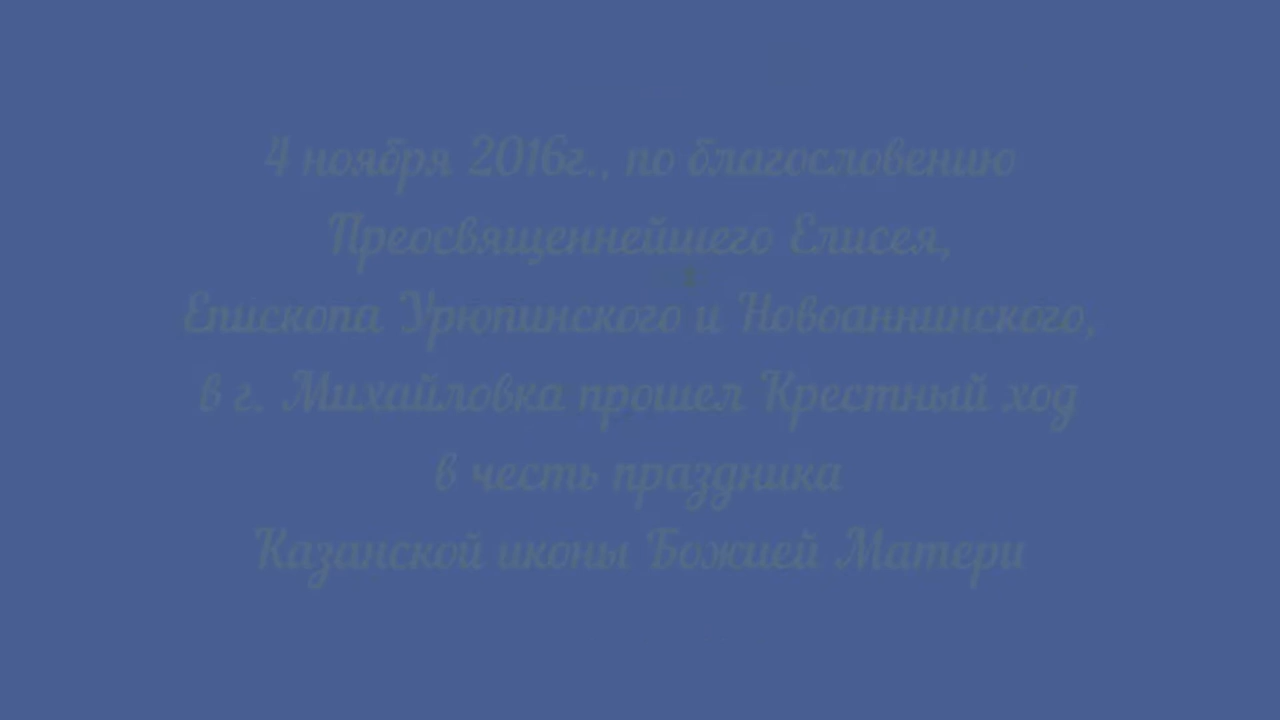 4 ноября 2016г., по благословению
Преосвященнейшего Елисея,
Епископа Урюпинского и Новоаннинского,
в г. Михайловка прошел Крестный ход
в честь праздника
Казанской иконы Божией Матери